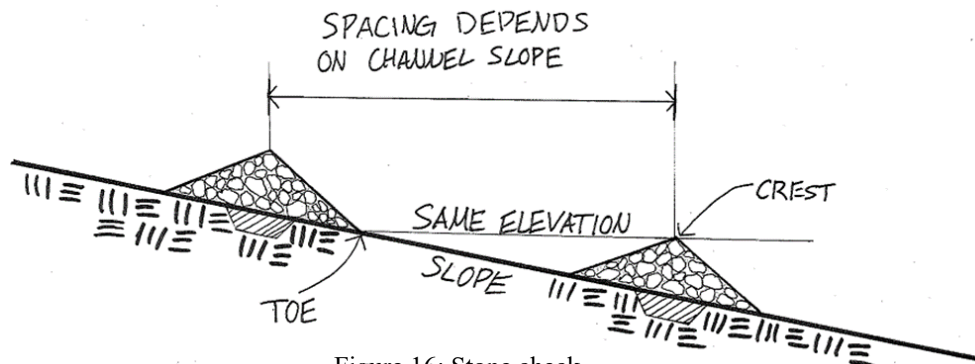 SPACING DEPENDS
ON CHANNEL SLOPE
CREST
SAME ELEVATION
SLOPE
TOE
Figure 16: Stone check